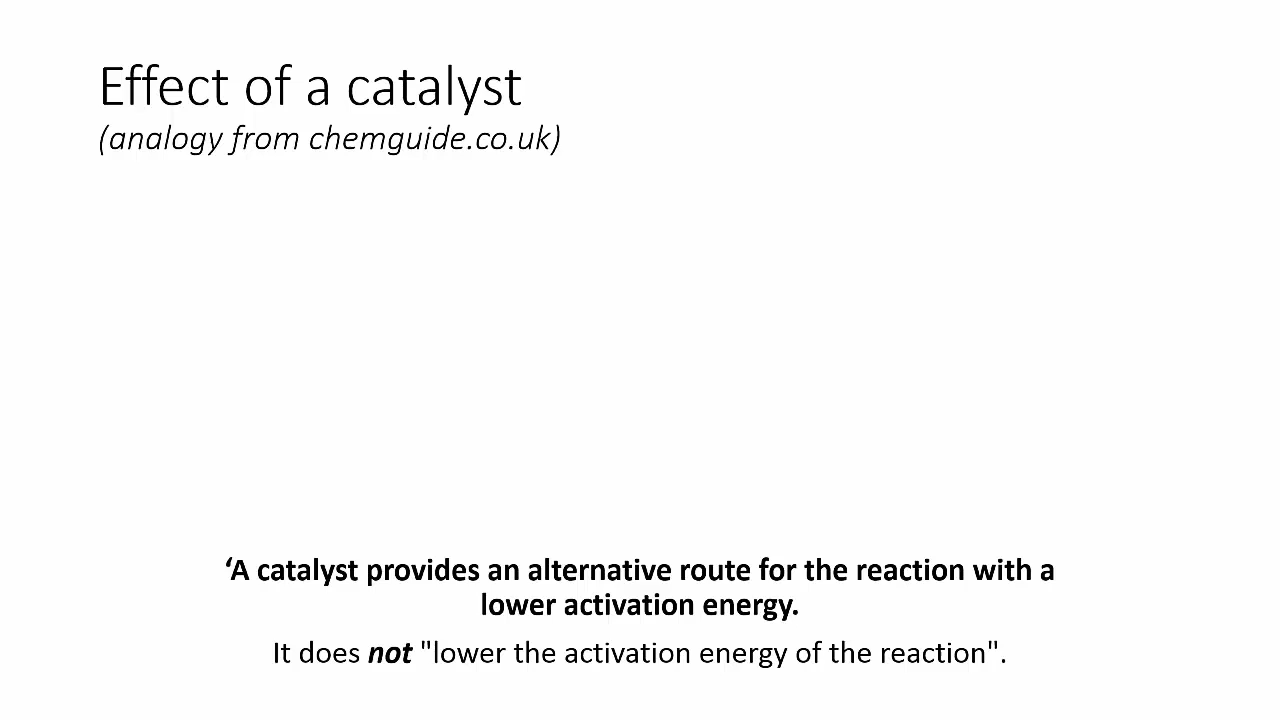 Effect of a catalyst
(analogy from chemguide.co.uk)
‘A catalyst provides an alternative route for the reaction with a
lower activation energy.
It does not "lower the activation energy of the reaction".